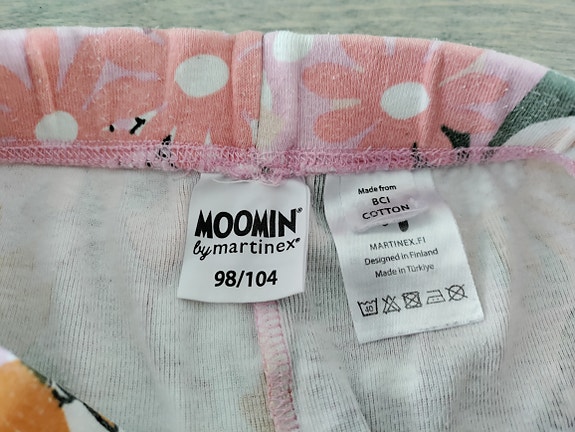 MOOMIN®
by martinex®
98/104
Made from
BCI
COTTON
MARTINEX.FI
Designed in Finland
Made in Türkiye
40